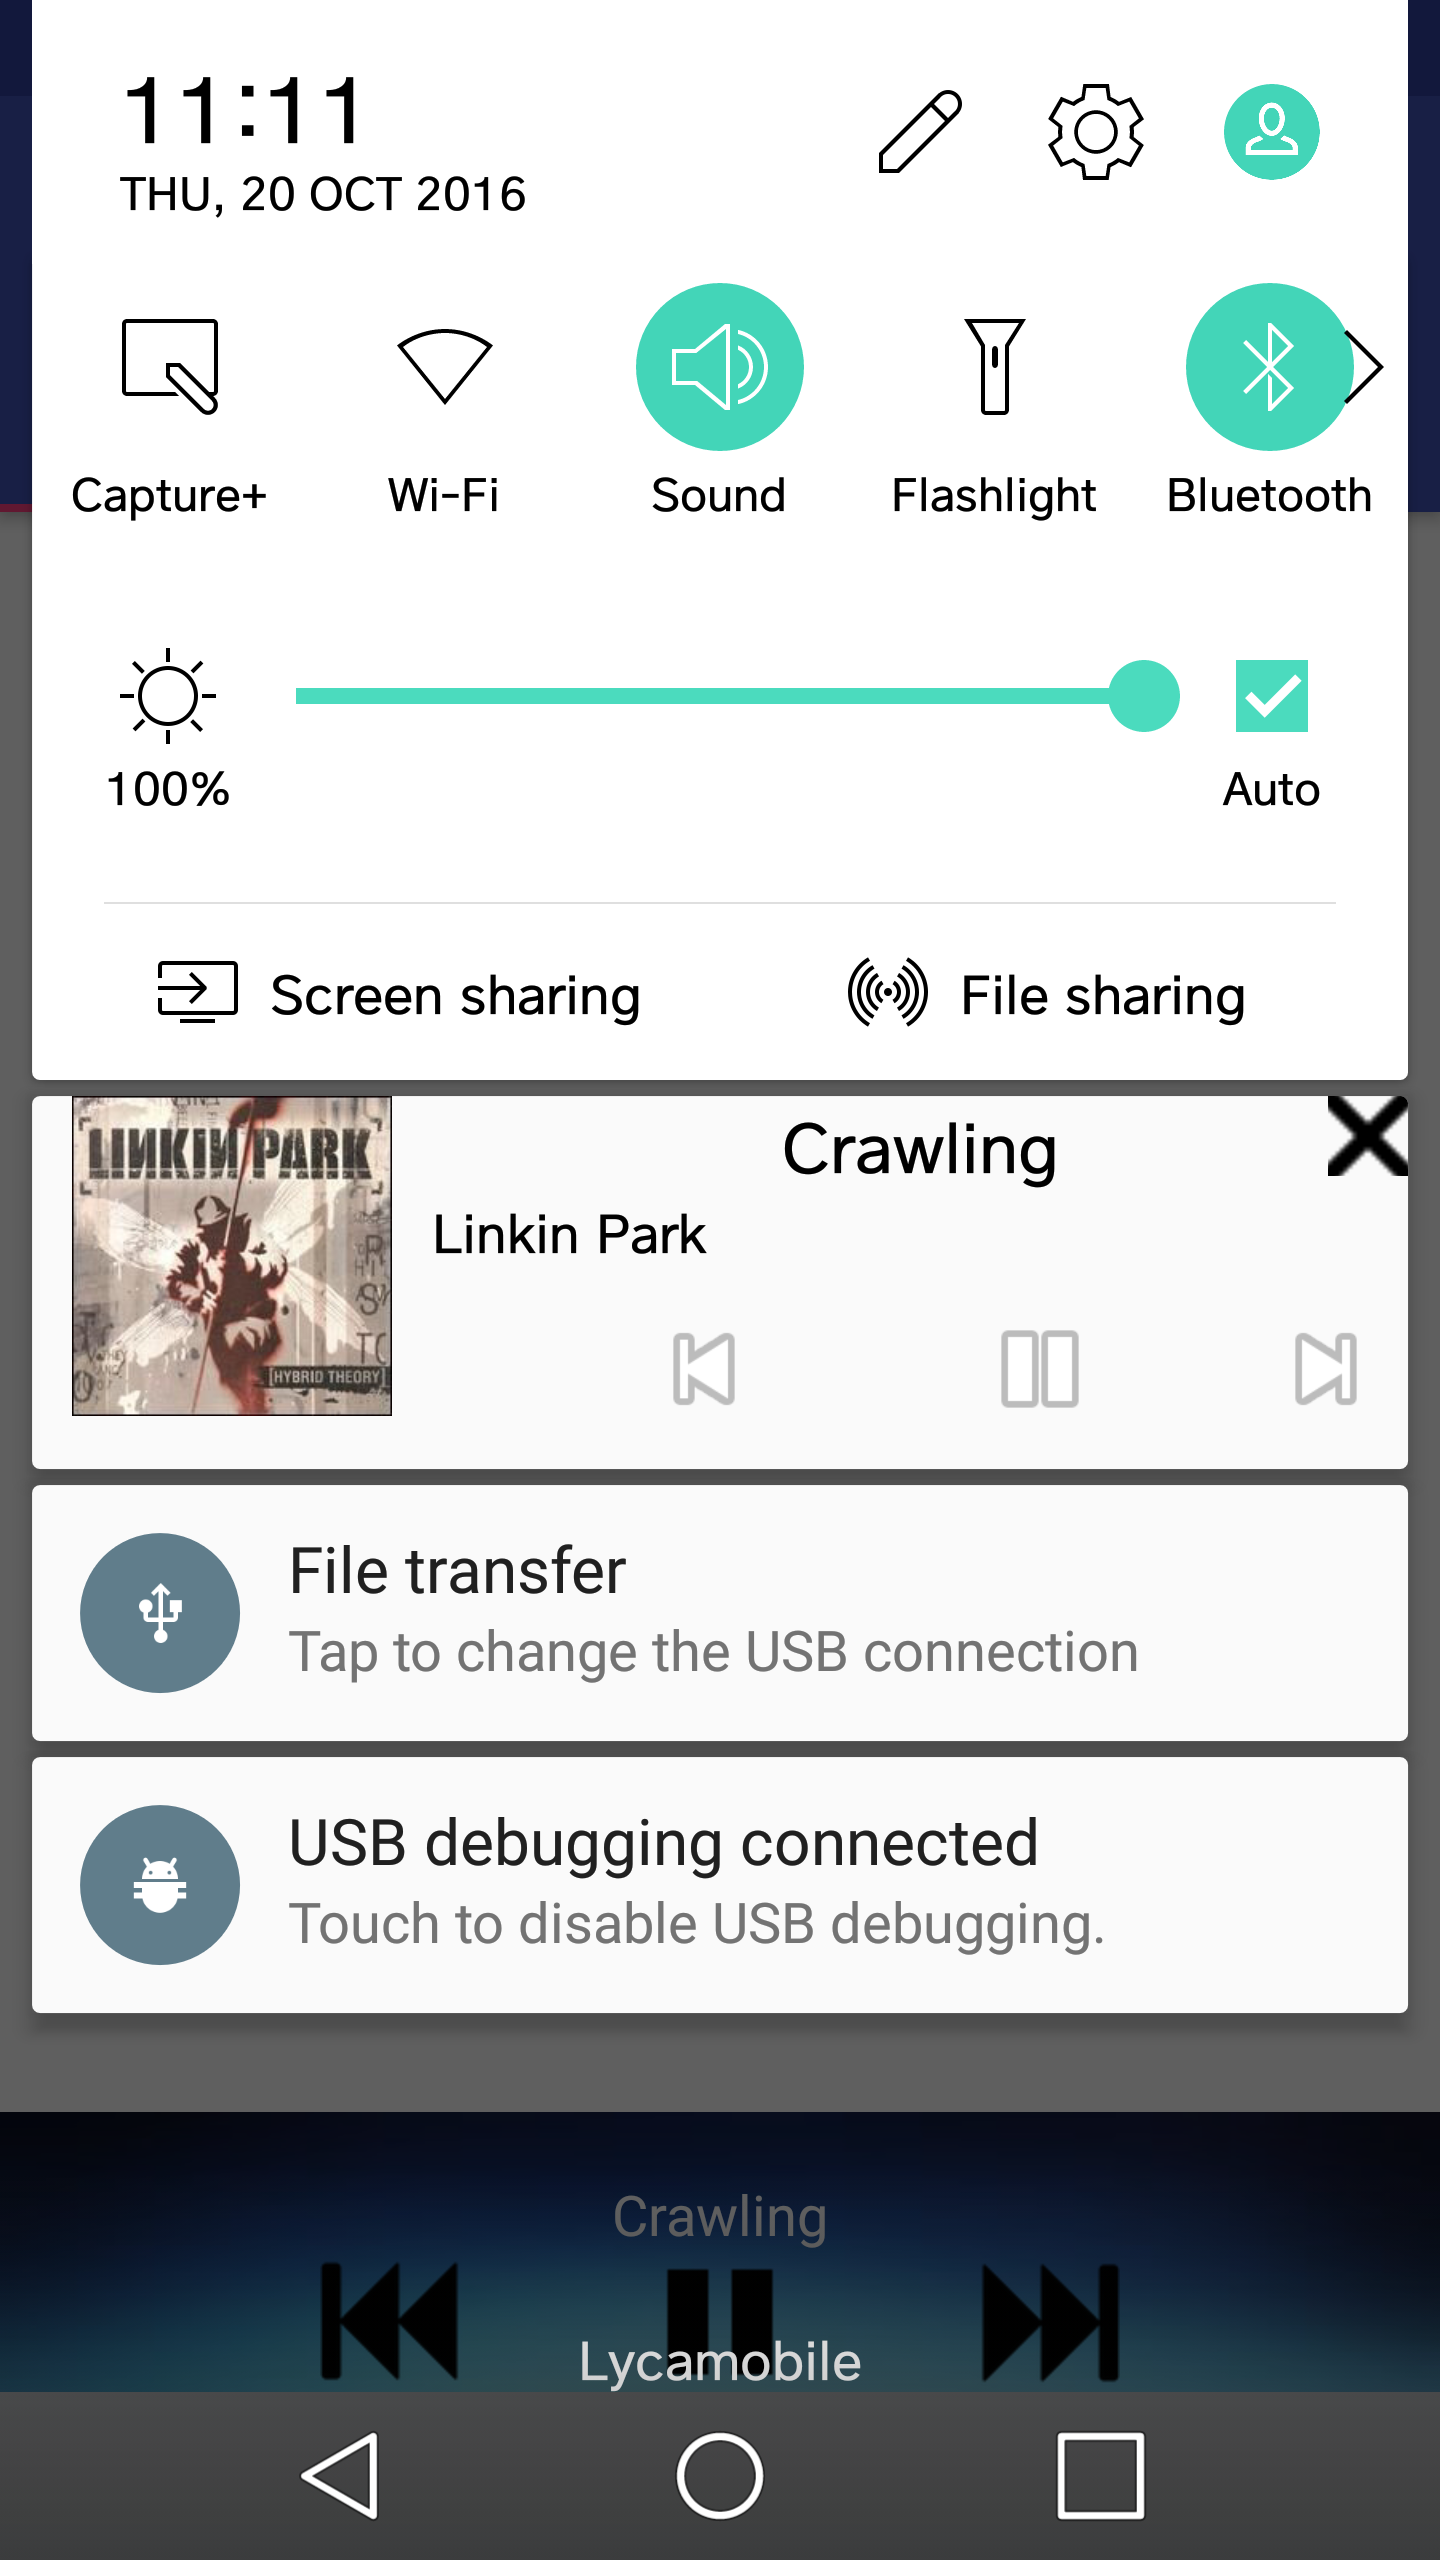 11:11
THU, 20 OCT 2016
Capture+
Wi-Fi
Sound
Flashlight
Bluetooth
100%
Auto
Screen sharing
File sharing
LINKIN PARK
[HYBRID THEORY]
Crawling
Linkin Park
File transfer
Tap to change the USB connection
USB debugging connected
Touch to disable USB debugging.
Crawling
Lycamobile